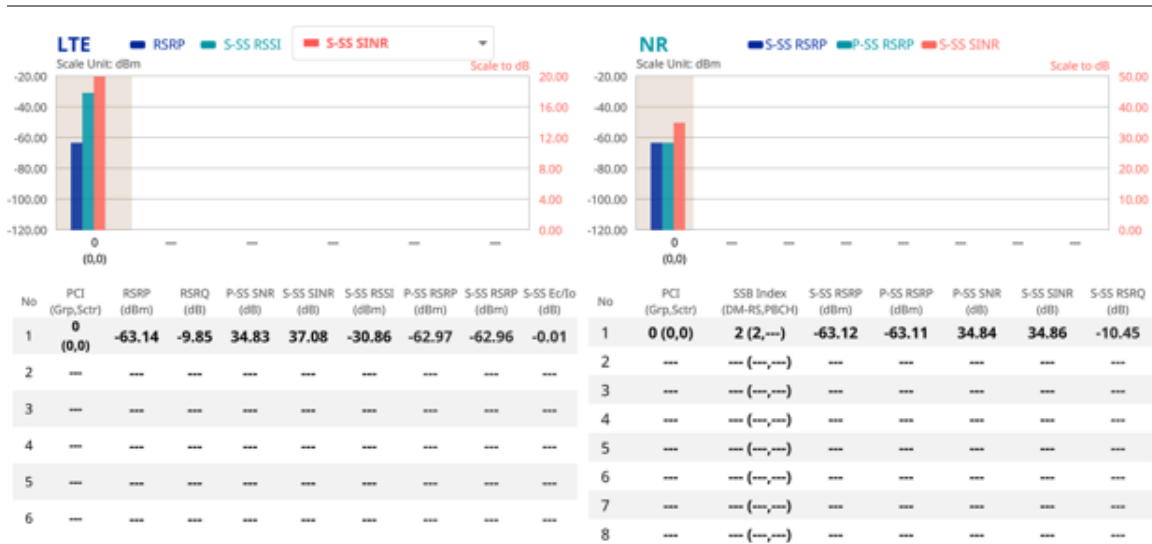 LTE RSRP S-SS RSSI S-SS SINR
Scale Unit: dBm Scale to dB
-20.00 20.00
-40.00 16.00
-60.00 12.00
-80.00 8.00
-100.00 4.00
-120.00 0.00
0 --- --- --- --- ---
(0,0)
No PCI (Grp,Sctr) RSRP (dBm) RSRQ (dB) P-SS SNR (dB) S-SS SINR (dB) S-SS RSSI (dBm) P-SS RSRP (dBm) S-SS RSRP (dBm) S-SS Ec/Io (dB)
1 0 (0,0) -63.14 -9.85 34.83 37.08 -30.86 -62.97 -62.96 -0.01
2 --- --- --- --- --- --- --- --- ---
3 --- --- --- --- --- --- --- --- ---
4 --- --- --- --- --- --- --- --- ---
5 --- --- --- --- --- --- --- --- ---
6 --- --- --- --- --- --- --- --- ---
NR S-SS RSRP P-SS RSRP S-SS SINR
Scale Unit: dBm Scale to dB
-20.00 50.00
-40.00 40.00
-60.00 30.00
-80.00 20.00
-100.00 10.00
-120.00 0.00
0 --- --- --- --- --- --- ---
(0,0)
No PCI (Grp,Sctr) SSB Index (DM-RS,PBCH) S-SS RSRP (dBm) P-SS RSRP (dBm) P-SS SNR (dB) S-SS SINR (dB) S-SS RSRQ (dB)
1 0 (0,0) 2 (2,---) -63.12 -63.11 34.84 34.86 -10.45
2 --- --- (---,---) --- --- --- --- ---
3 --- --- (---,---) --- --- --- --- ---
4 --- --- (---,---) --- --- --- --- ---
5 --- --- (---,---) --- --- --- --- ---
6 --- --- (---,---) --- --- --- --- ---
7 --- --- (---,---) --- --- --- --- ---
8 --- --- (---,---) --- --- --- --- ---